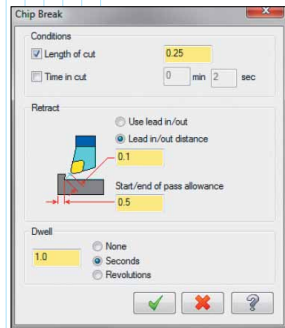 Chip Break
Conditions
Length of cut 0.25
Time in cut 0 min 2 sec
Retract
Use lead in/out
Lead in/out distance
0.1
Start/end of pass allowance
0.5
Dwell
None
1.0 Seconds
Revolutions
?